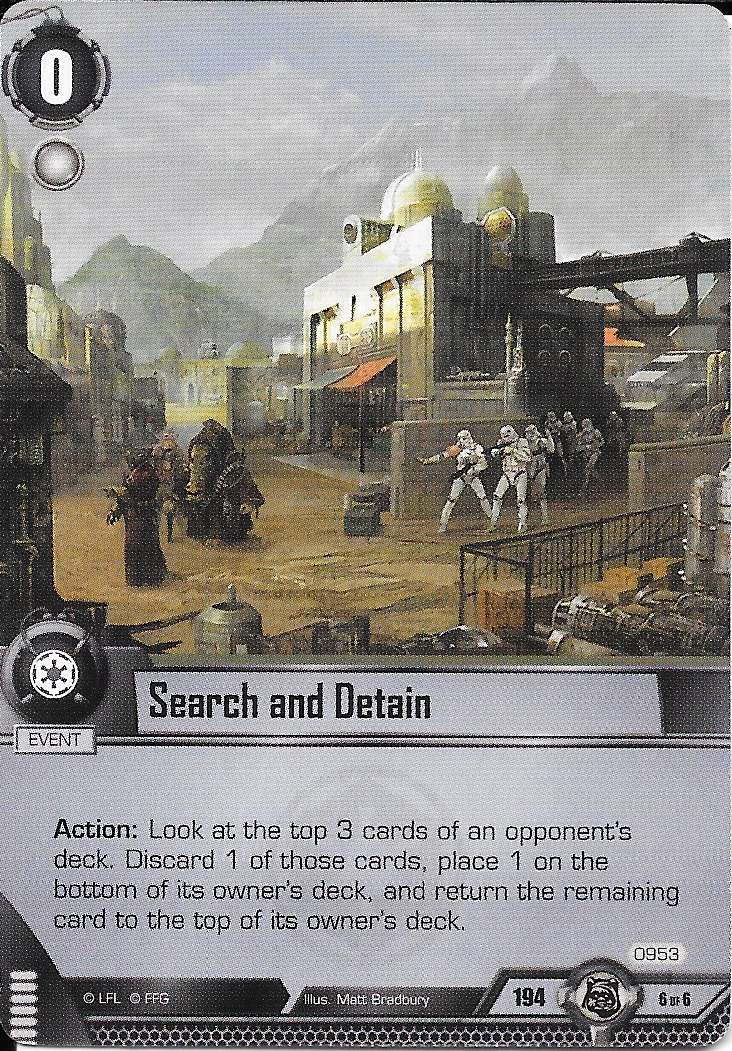 0
Search and Detain
EVENT
Action: Look at the top 3 cards of an opponent's
deck. Discard 1 of those cards, place 1 on the
bottom of its owner's deck, and return the remaining
card to the top of its owner's deck.
0953
© LFL © FFG
Illus. Matt Bradbury
194
6 OF 6